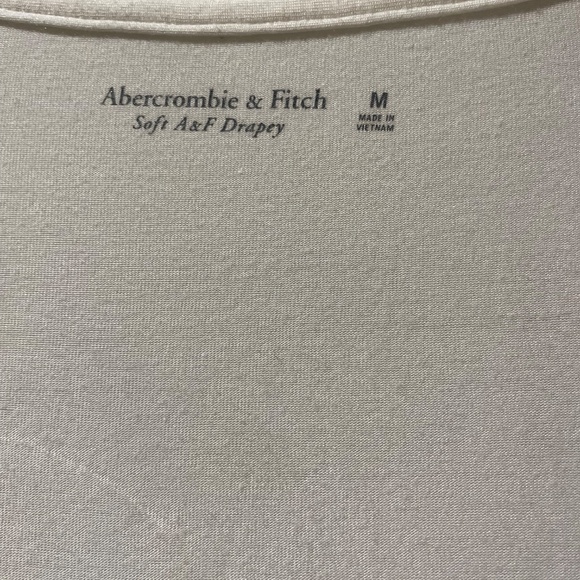 Abercrombie & Fitch
Soft A&F Drapey
M
MADE IN
VIETNAM